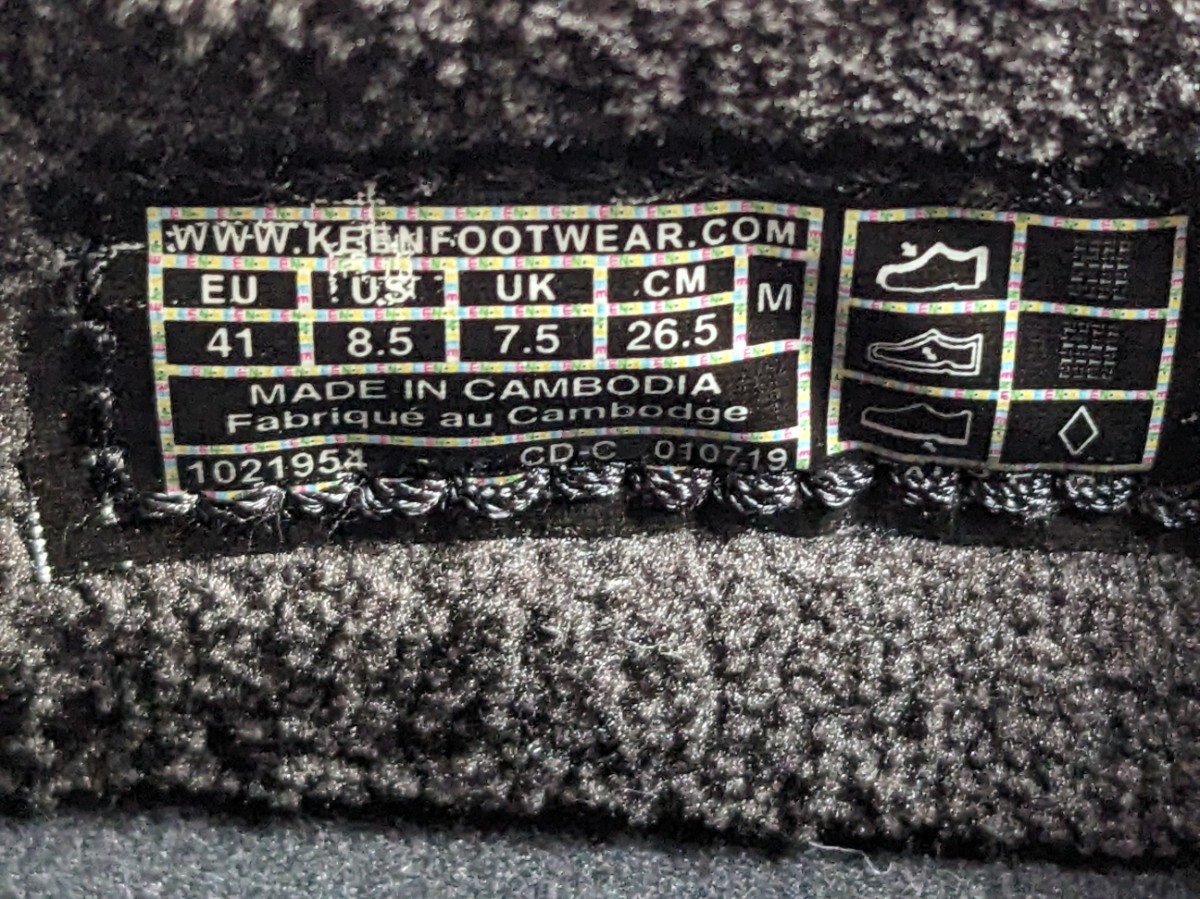 WWW.KEENFOOTWEAR.COM
EU US UK CM M
41 8.5 7.5 26.5
MADE IN CAMBODIA
Fabriqué au Cambodge
1021954 CD-C 010719